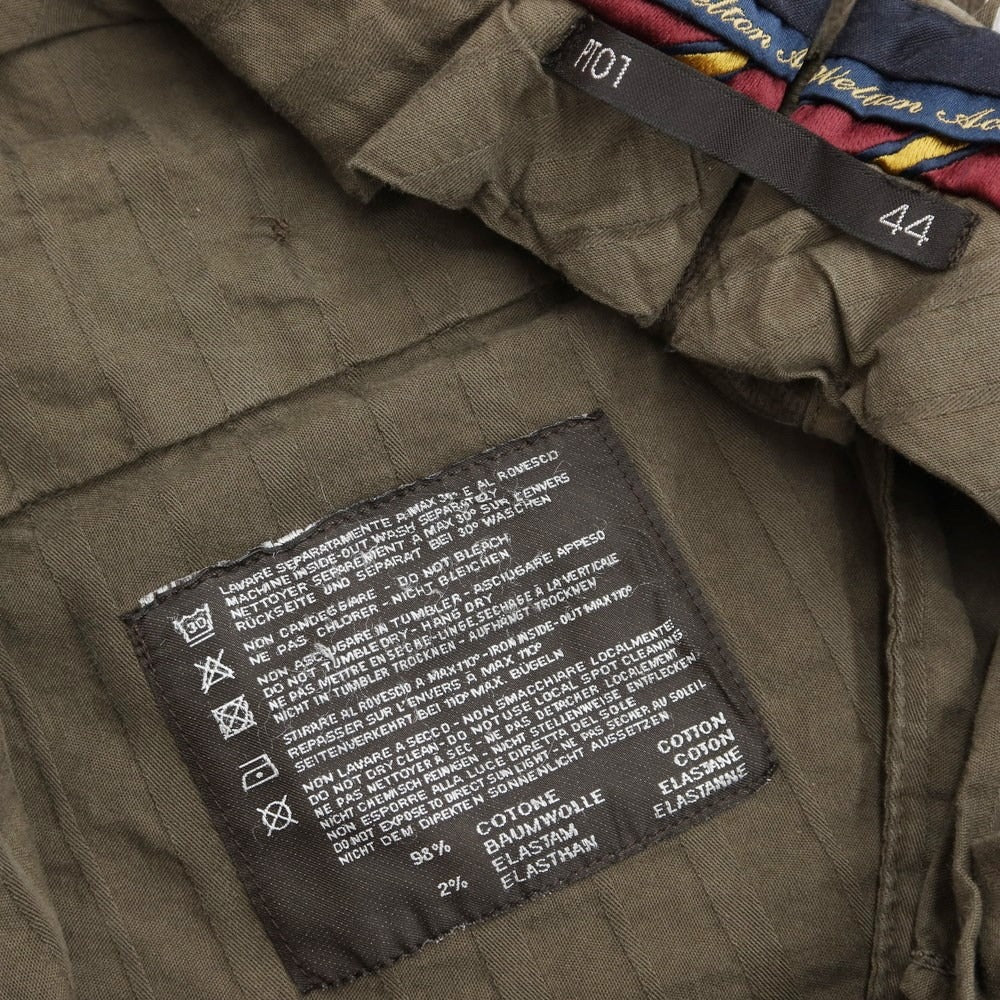 PT01
44
LAVARE SEPARATAMENTE A MAX 30° E AL ROVESCIO
MACHINE INSIDE-OUT WASH SEPARATELY
NETTOYER SEPAREMENT A MAX 30° SUR L'ENVERS
RÜCKSEITE UND SEPARAT BEI 30° WASCHEN
NON CANDEGGIARE - DO NOT BLEACH
NE PAS CHLORER - NICHT BLEICHEN
NON ASCIUGARE IN TUMBLER - ASCIUGARE APPESO
DO NOT TUMBLE DRY - HANG DRY
NE PAS METTRE EN SECHE-LINGE, SECHAGE A LA VERTICALE
NICHT IN TUMBLER TROCKNEN - AUFHANGT TROCKNEN
STIRARE AL ROVESCIO A MAX 110° - IRON INSIDE-OUT MAX 110°
REPASSER SUR L'ENVERS A MAX 110°
SEITENVERKEHRT BEI 110° MAX BÜGELN
NON LAVARE A SECCO - NON SMACCHIARE LOCALMENTE
DO NOT DRY CLEAN - DO NOT USE LOCAL SPOT CLEANING
NE PAS NETTOYER A SEC - NE PAS DETACHER LOCALEMENT
NICHT CHEMISCH REINIGEN - NICHT STELLENWEISE ENTFLECKEN
NON ESPORRE ALLA LUCE DIRETTA DEL SOLE
DO NOT EXPOSE TO DIRECT SUN LIGHT - NE PAS SÉCHER AU SOLEIL
NICHT DEM DIREKTEN SONNENLICHT AUSSETZEN
30
98% COTONE COTTON
BAUMWOLLE COTON
2% ELASTAM ELASTANE
ELASTHAN ELASTANNE